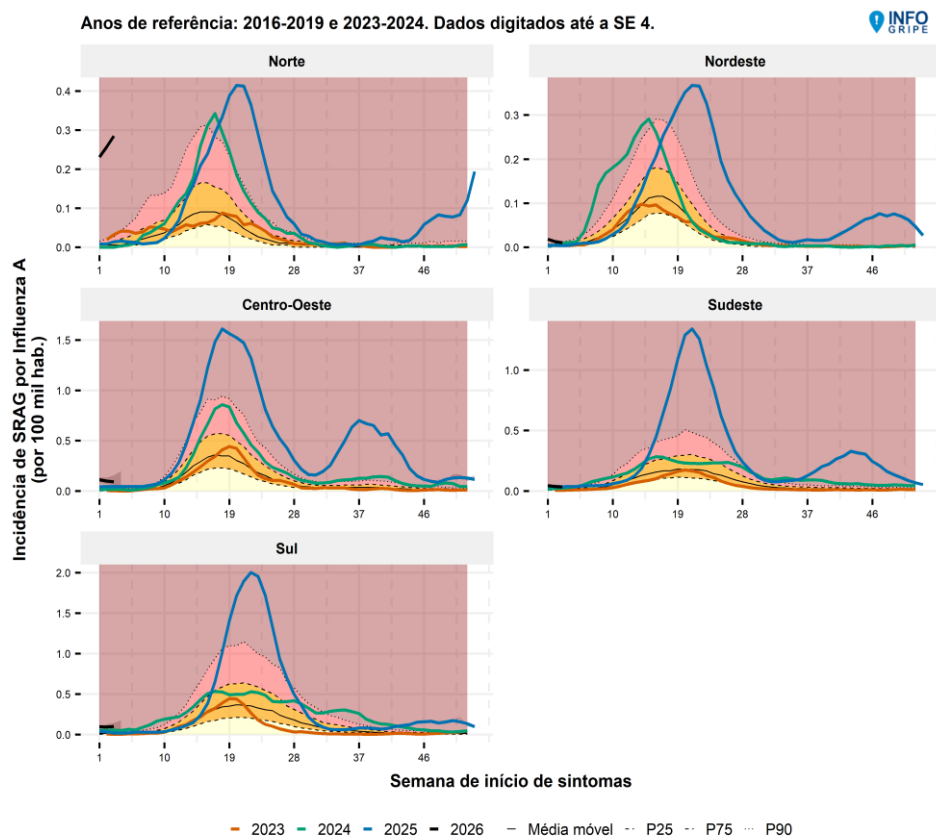 Anos de referência: 2016-2019 e 2023-2024. Dados digitados até a SE 4.
INFO
GRIPE
Norte
0.4
0.3
0.2
0.1
0.0
1 10 19 28 37 46
Nordeste
0.3
0.2
0.1
0.0
1 10 19 28 37 46
Centro-Oeste
1.5
1.0
0.5
0.0
1 10 19 28 37 46
Sudeste
1.0
0.5
0.0
1 10 19 28 37 46
Sul
2.0
1.5
1.0
0.5
0.0
1 10 19 28 37 46
Incidência de SRAG por Influenza A
(por 100 mil hab.)
Semana de início de sintomas
2023 2024 2025 2026 Média móvel P25 P75 P90